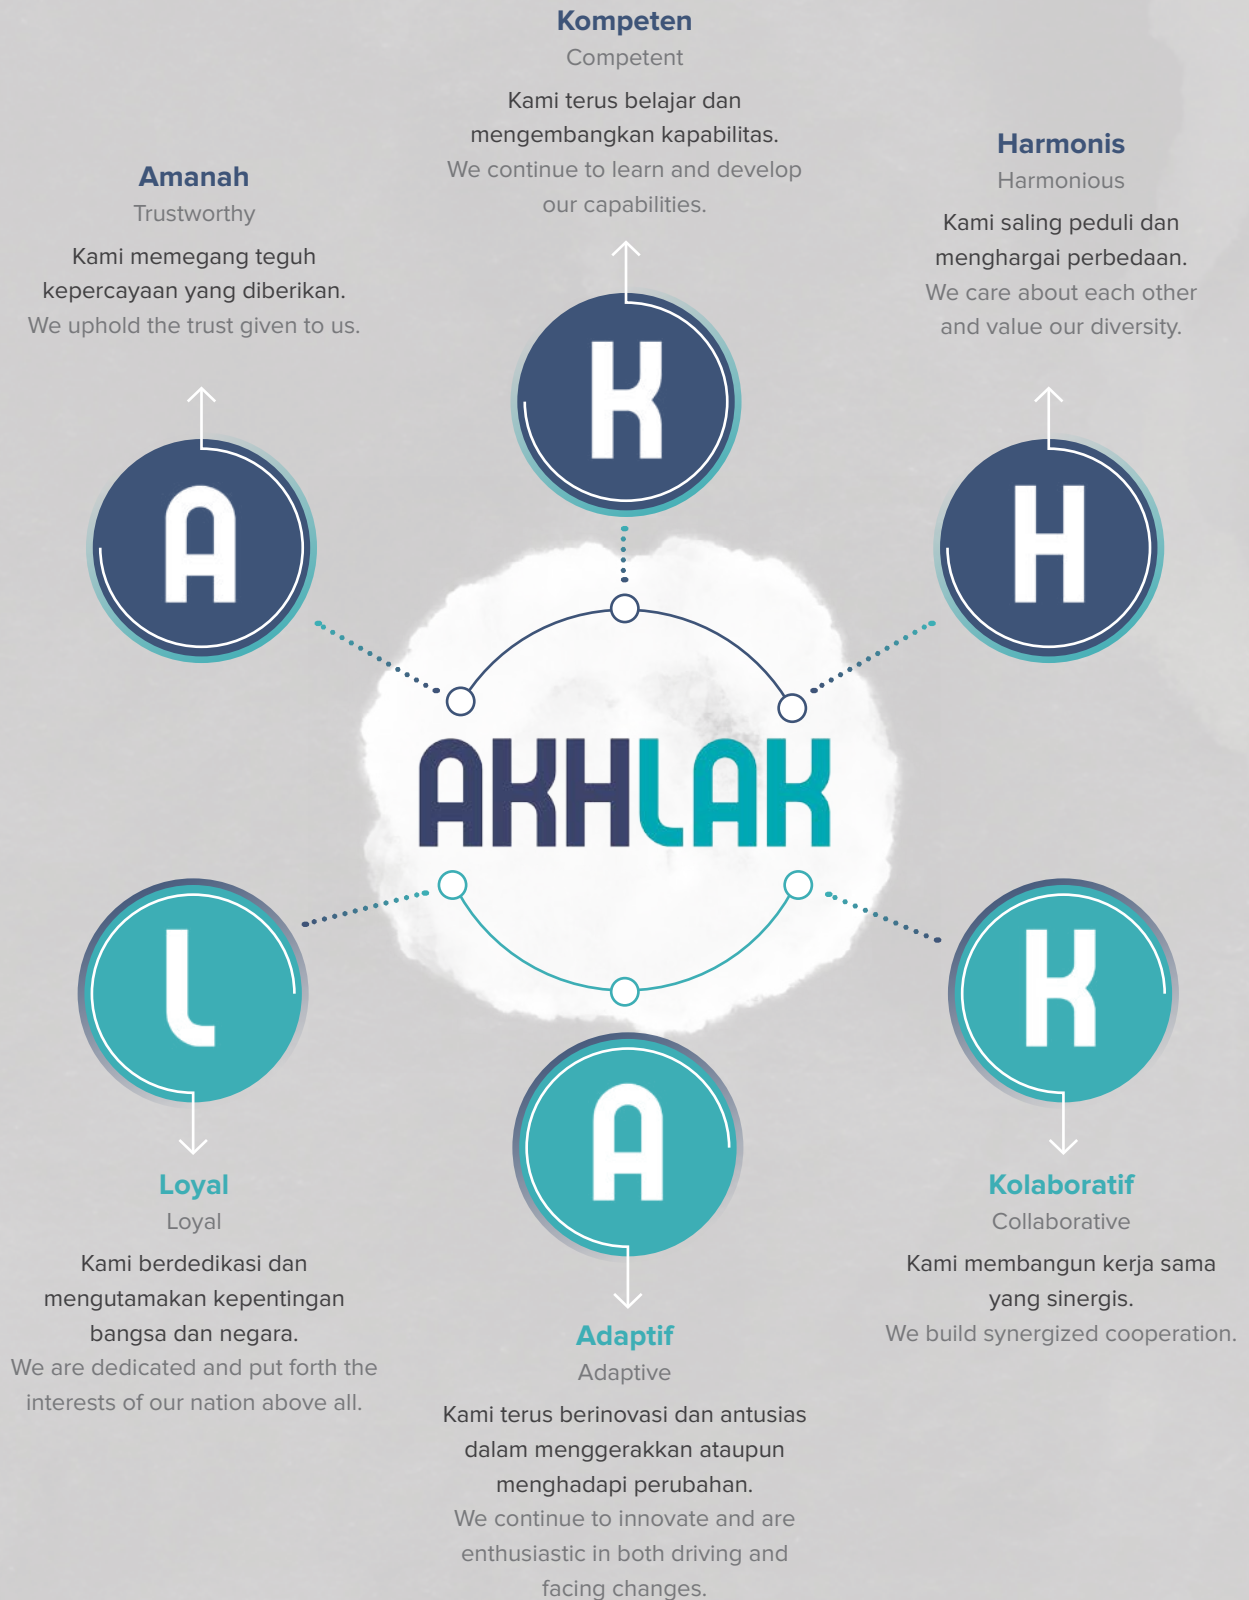 Kompeten
Competent
Kami terus belajar dan
mengembangkan kapabilitas.
We continue to learn and develop
our capabilities.
Amanah
Trustworthy
Kami memegang teguh
kepercayaan yang diberikan.
We uphold the trust given to us.
Harmonis
Harmonious
Kami saling peduli dan
menghargai perbedaan.
We care about each other
and value our diversity.
A
K
H
AKHLAK
L
A
K
Loyal
Loyal
Kami berdedikasi dan
mengutamakan kepentingan
bangsa dan negara.
We are dedicated and put forth the
interests of our nation above all.
Adaptif
Adaptive
Kami terus berinovasi dan antusias
dalam menggerakkan ataupun
menghadapi perubahan.
We continue to innovate and are
enthusiastic in both driving and
facing changes.
Kolaboratif
Collaborative
Kami membangun kerja sama
yang sinergis.
We build synergized cooperation.